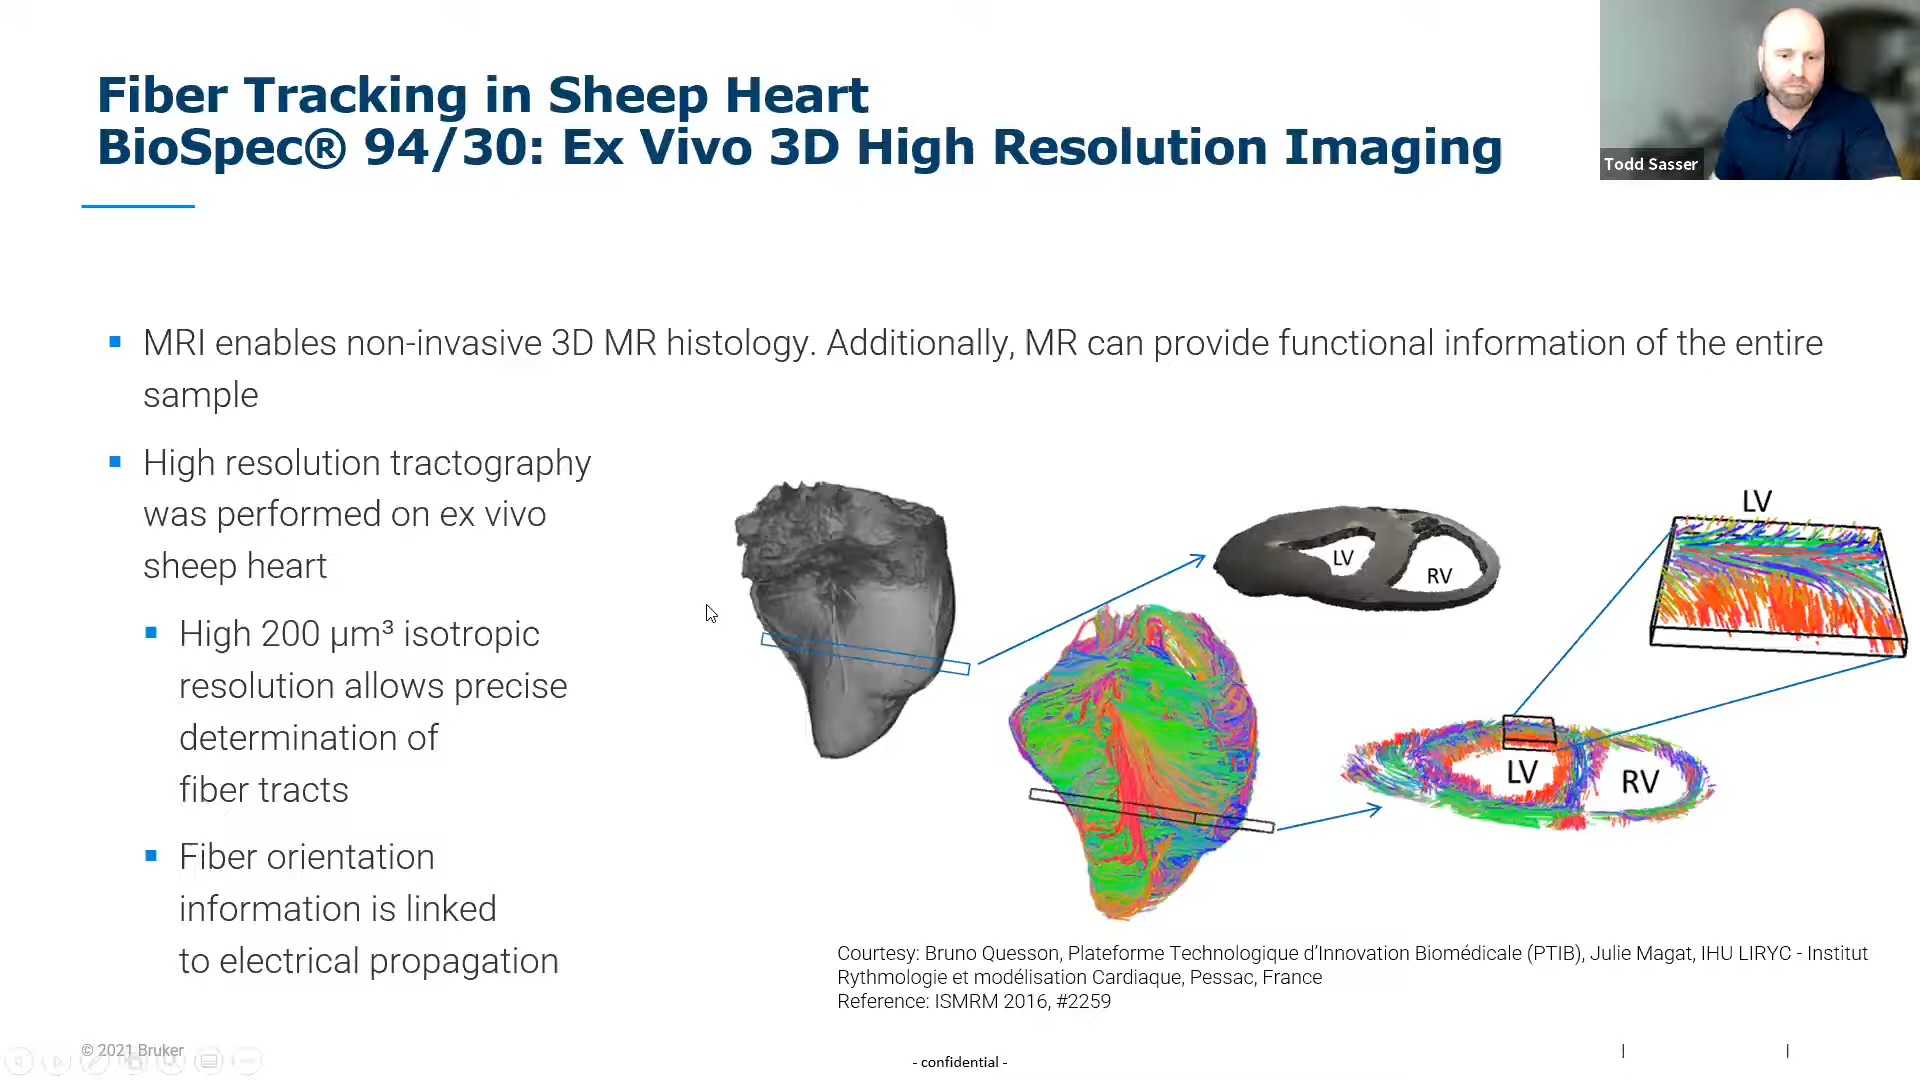 Fiber Tracking in Sheep Heart
BioSpec® 94/30: Ex Vivo 3D High Resolution Imaging
Todd Sasser
MRI enables non-invasive 3D MR histology. Additionally, MR can provide functional information of the entire
sample
High resolution tractography
was performed on ex vivo
sheep heart
High 200 µm³ isotropic
resolution allows precise
determination of
fiber tracts
Fiber orientation
information is linked
to electrical propagation
LV
RV
LV
LV
RV
Courtesy: Bruno Quesson, Plateforme Technologique d’Innovation Biomédicale (PTIB), Julie Magat, IHU LIRYC - Institut
Rythmologie et modélisation Cardiaque, Pessac, France
Reference: ISMRM 2016, #2259
© 2021 Bruker
- confidential -